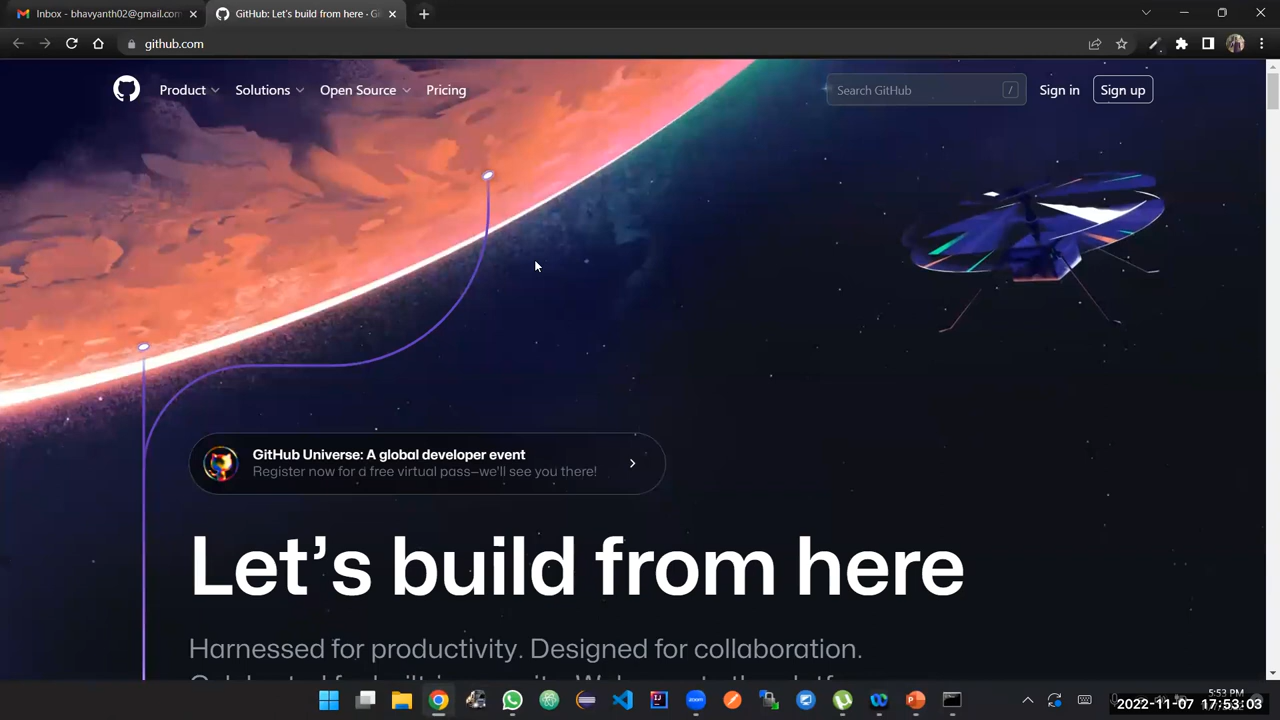 Inbox - bhavyanth02@gmail.com
GitHub: Let's build from here · Gi
github.com
Product
Solutions
Open Source
Pricing
Search GitHub
/
Sign in
Sign up
GitHub Universe: A global developer event
Register now for a free virtual pass—we'll see you there!
Let's build from here
Harnessed for productivity. Designed for collaboration.
zoom
5:53 PM
2022-11-07 17:53:03